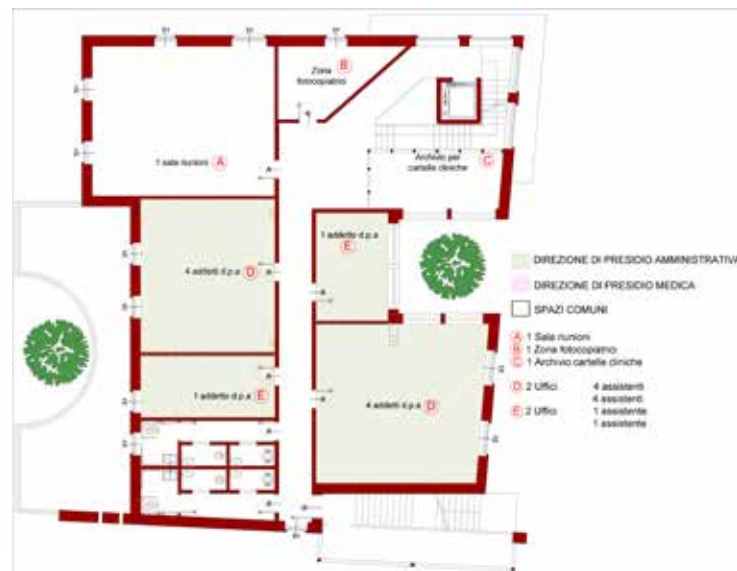 B
Zona
fotocopiatrici
1 sala riunioni A
Archivio per
cartelle cliniche
C
1 addetto d.p.a
E
4 addetti d.p.a D
1 addetto d.p.a E
4 addetti d.p.a D
DIREZIONE DI PRESIDIO AMMINISTRATIVA
DIREZIONE DI PRESIDIO MEDICA
SPAZI COMUNI
A 1 Sala riunioni
B 1 Zona fotocopiatrici
C 1 Archivio cartelle cliniche
D 2 Uffici 4 assistenti
4 assistenti
E 2 Uffici 1 assistente
1 assistente